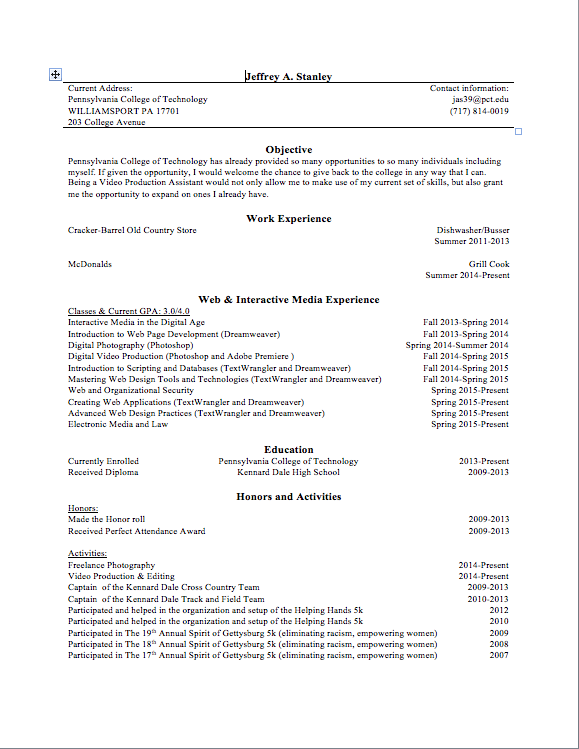 Jeffrey A. Stanley
Current Address: Contact information:
Pennsylvania College of Technology jas39@pct.edu
WILLIAMSPORT PA 17701 (717) 814-0019
203 College Avenue
Objective
Pennsylvania College of Technology has already provided so many opportunities to so many individuals including
myself. If given the opportunity, I would welcome the chance to give back to the college in any way that I can.
Being a Video Production Assistant would not only allow me to make use of my current set of skills, but also grant
me the opportunity to expand on ones I already have.
Work Experience
Cracker-Barrel Old Country Store Dishwasher/Busser
Summer 2011-2013
McDonalds Grill Cook
Summer 2014-Present
Web & Interactive Media Experience
Classes & Current GPA: 3.0/4.0
Interactive Media in the Digital Age Fall 2013-Spring 2014
Introduction to Web Page Development (Dreamweaver) Fall 2013-Spring 2014
Digital Photography (Photoshop) Spring 2014-Summer 2014
Digital Video Production (Photoshop and Adobe Premiere ) Fall 2014-Spring 2015
Introduction to Scripting and Databases (TextWrangler and Dreamweaver) Fall 2014-Spring 2015
Mastering Web Design Tools and Technologies (TextWrangler and Dreamweaver) Fall 2014-Spring 2015
Web and Organizational Security Spring 2015-Present
Creating Web Applications (TextWrangler and Dreamweaver) Spring 2015-Present
Advanced Web Design Practices (TextWrangler and Dreamweaver) Spring 2015-Present
Electronic Media and Law Spring 2015-Present
Education
Currently Enrolled Pennsylvania College of Technology 2013-Present
Received Diploma Kennard Dale High School 2009-2013
Honors and Activities
Honors:
Made the Honor roll 2009-2013
Received Perfect Attendance Award 2009-2013
Activities:
Freelance Photography 2014-Present
Video Production & Editing 2014-Present
Captain of the Kennard Dale Cross Country Team 2009-2013
Captain of the Kennard Dale Track and Field Team 2010-2013
Participated and helped in the organization and setup of the Helping Hands 5k 2012
Participated and helped in the organization and setup of the Helping Hands 5k 2010
Participated in The 19th Annual Spirit of Gettysburg 5k (eliminating racism, empowering women) 2009
Participated in The 18th Annual Spirit of Gettysburg 5k (eliminating racism, empowering women) 2008
Participated in The 17th Annual Spirit of Gettysburg 5k (eliminating racism, empowering women) 2007